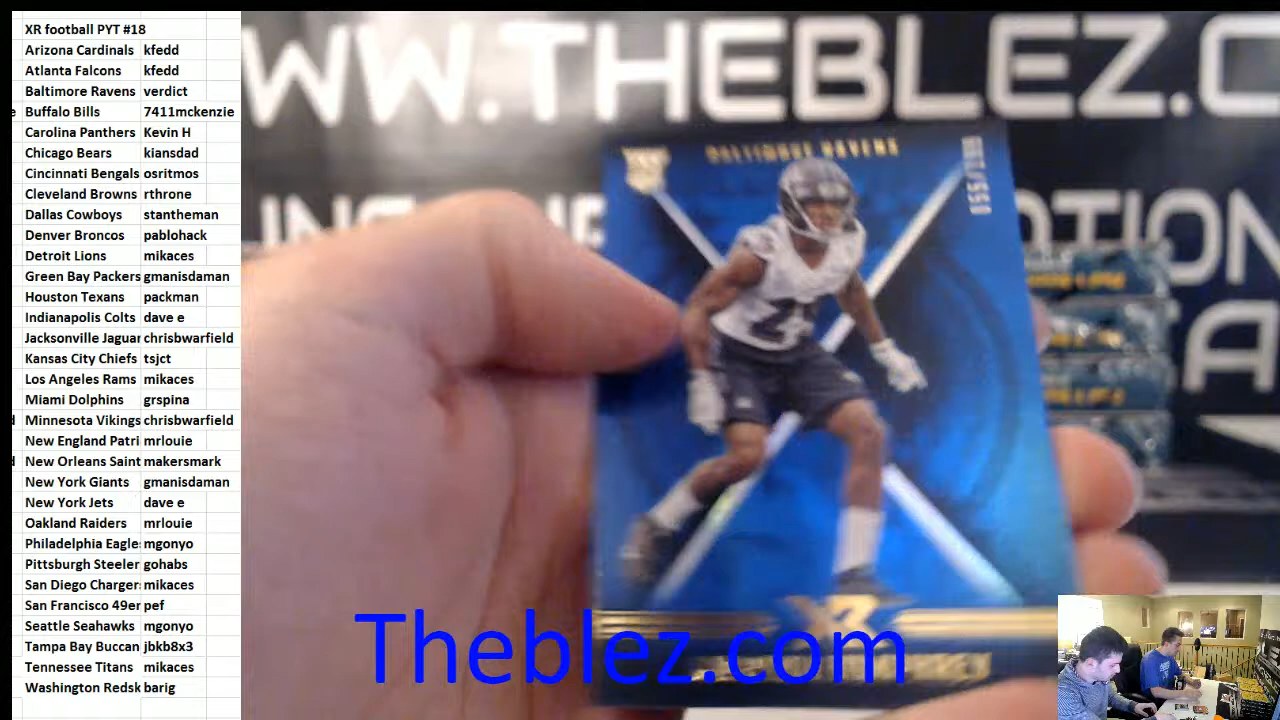 XR football PYT #18
Arizona Cardinals kfedd
Atlanta Falcons kfedd
Baltimore Ravens verdict
Buffalo Bills 7411mckenzie
Carolina Panthers Kevin H
Chicago Bears kiansdad
Cincinnati Bengals osritmos
Cleveland Browns rthrone
Dallas Cowboys stantheman
Denver Broncos pablohack
Detroit Lions mikaces
Green Bay Packers gmanisdaman
Houston Texans packman
Indianapolis Colts dave e
Jacksonville Jaguar chrisbwarfield
Kansas City Chiefs tsjct
Los Angeles Rams mikaces
Miami Dolphins grspina
Minnesota Vikings chrisbwarfield
New England Patri mrlouie
New Orleans Saint makersmark
New York Giants gmanisdaman
New York Jets dave e
Oakland Raiders mrlouie
Philadelphia Eagle mgonyo
Pittsburgh Steeler gohabs
San Diego Charger mikaces
San Francisco 49er pef
Seattle Seahawks mgonyo
Tampa Bay Buccan jbkb8x3
Tennessee Titans mikaces
Washington Redsk barig
WW.THEBLEZ.C
BALTIMORE RAVENS
Theblez.com